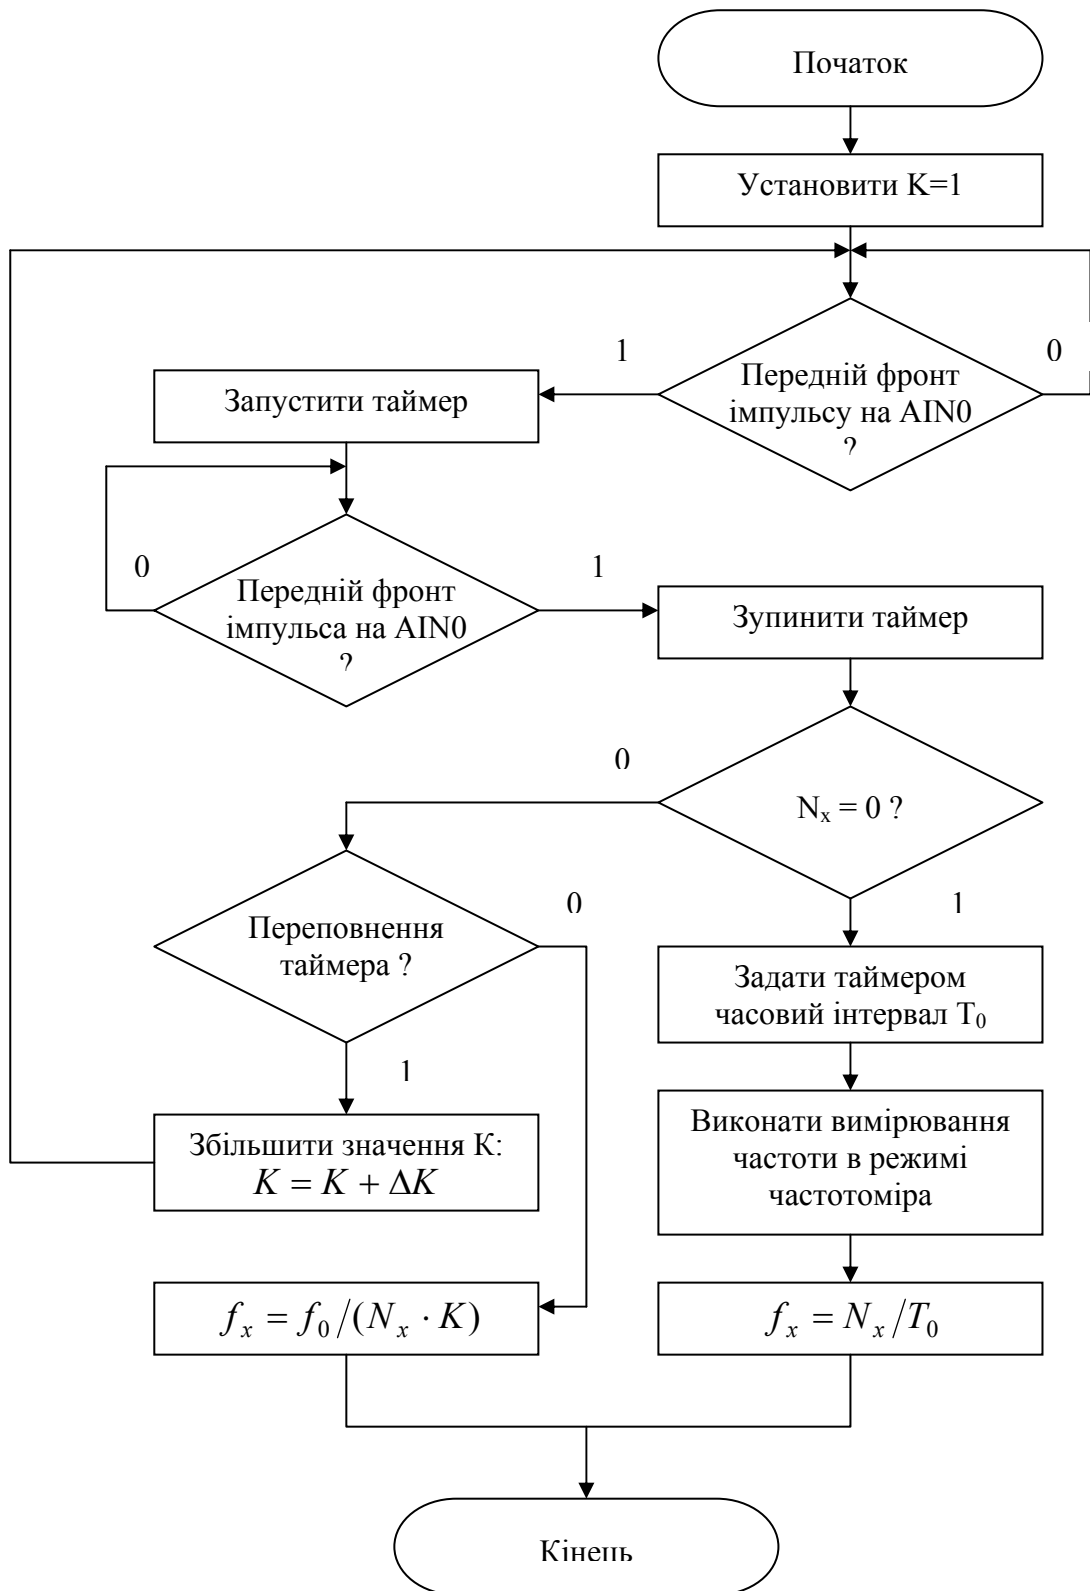 Початок
Установити K=1
1
0
Передній фронт
імпульсу на AIN0
?
Запустити таймер
0
1
Передній фронт
імпульса на AIN0
?
Зупинити таймер
0
Nₓ = 0 ?
0
1
Переповнення
таймера ?
Задати таймером
часовий інтервал T₀
1
Виконати вимірювання
частоти в режимі
частотоміра
Збільшити значення К:
K = K + ΔK
fₓ = f₀/(Nₓ · K)
fₓ = Nₓ/T₀
Кінець